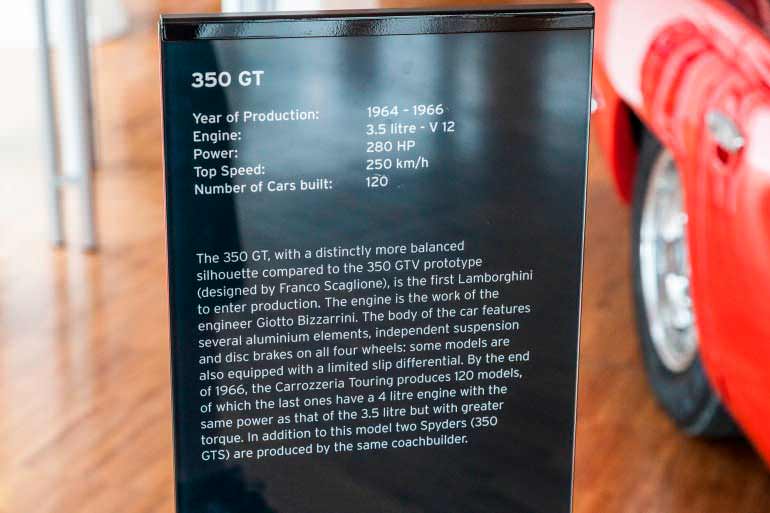 350 GT
Year of Production: 1964 - 1966
Engine: 3.5 litre - V 12
Power: 280 HP
Top Speed: 250 km/h
Number of Cars built: 120
The 350 GT, with a distinctly more balanced
silhouette compared to the 350 GTV prototype
(designed by Franco Scaglione), is the first Lamborghini
to enter production. The engine is the work of the
engineer Giotto Bizzarrini. The body of the car features
several aluminium elements, independent suspension
and disc brakes on all four wheels: some models are
also equipped with a limited slip differential. By the end
of 1966, the Carrozzeria Touring produces 120 models,
of which the last ones have a 4 litre engine with the
same power as that of the 3.5 litre but with greater
torque. In addition to this model two Spyders (350
GTS) are produced by the same coachbuilder.